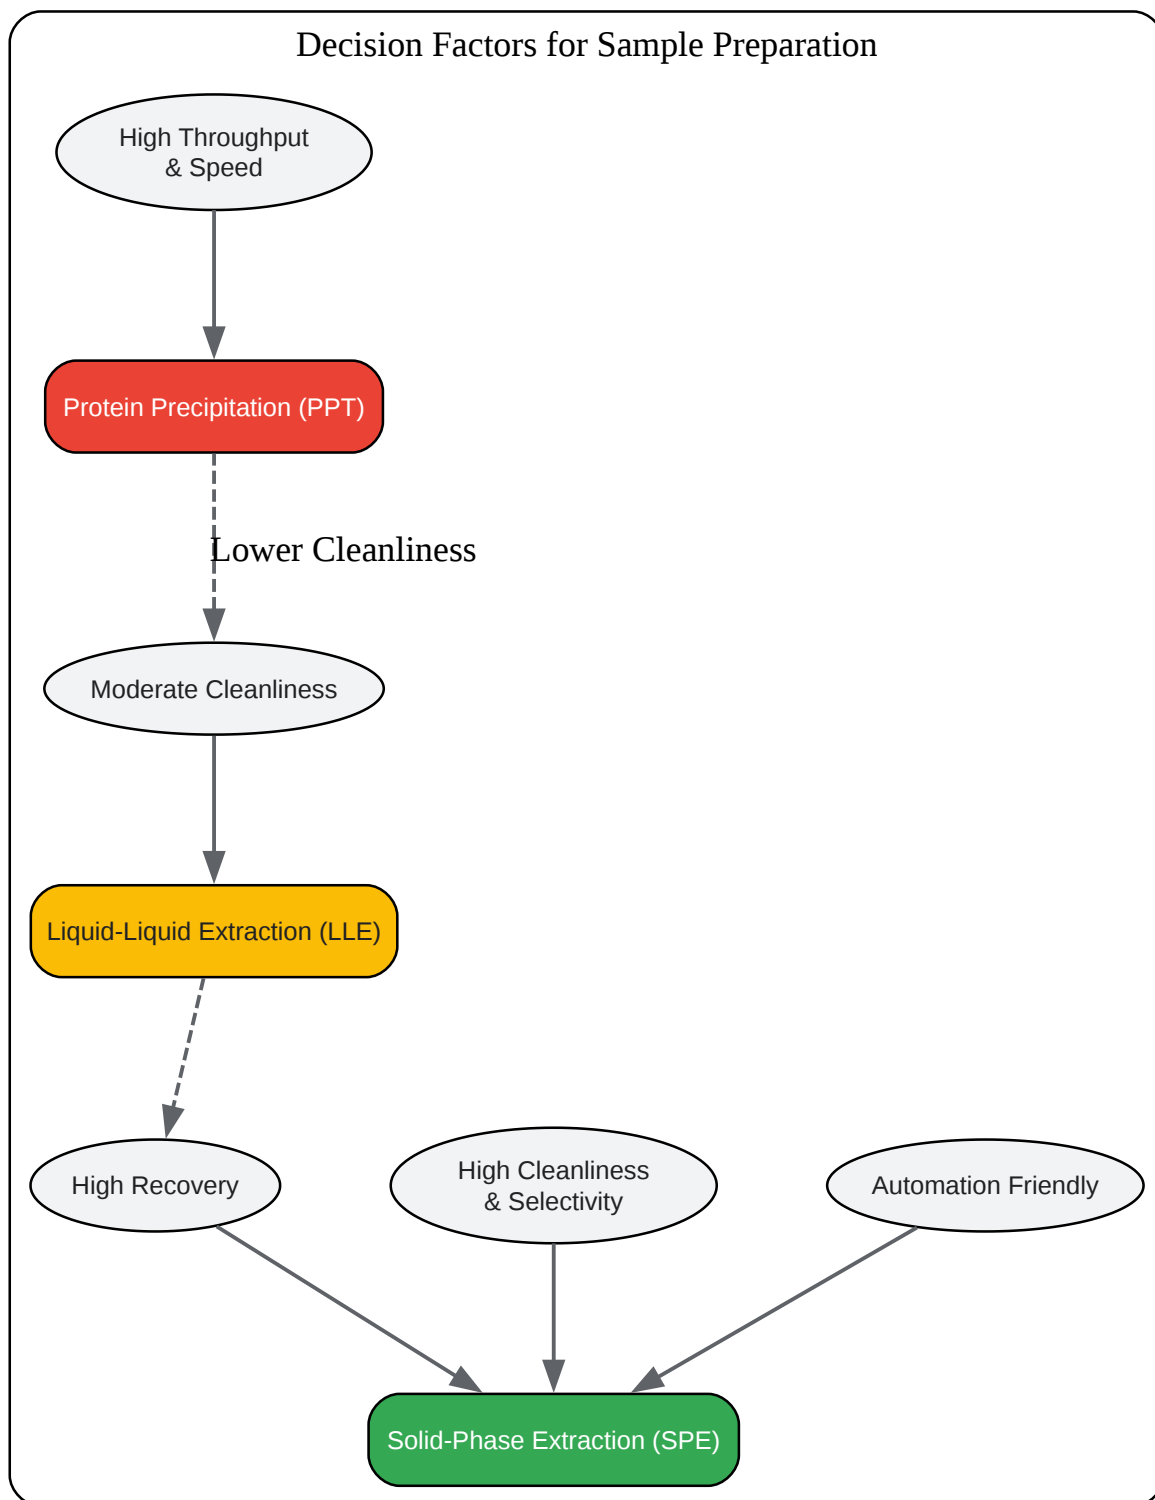 Decision Factors for Sample Preparation
High Throughput
& Speed
Protein Precipitation (PPT)
Lower Cleanliness
Moderate Cleanliness
Liquid-Liquid Extraction (LLE)
High Recovery
High Cleanliness
& Selectivity
Automation Friendly
Solid-Phase Extraction (SPE)